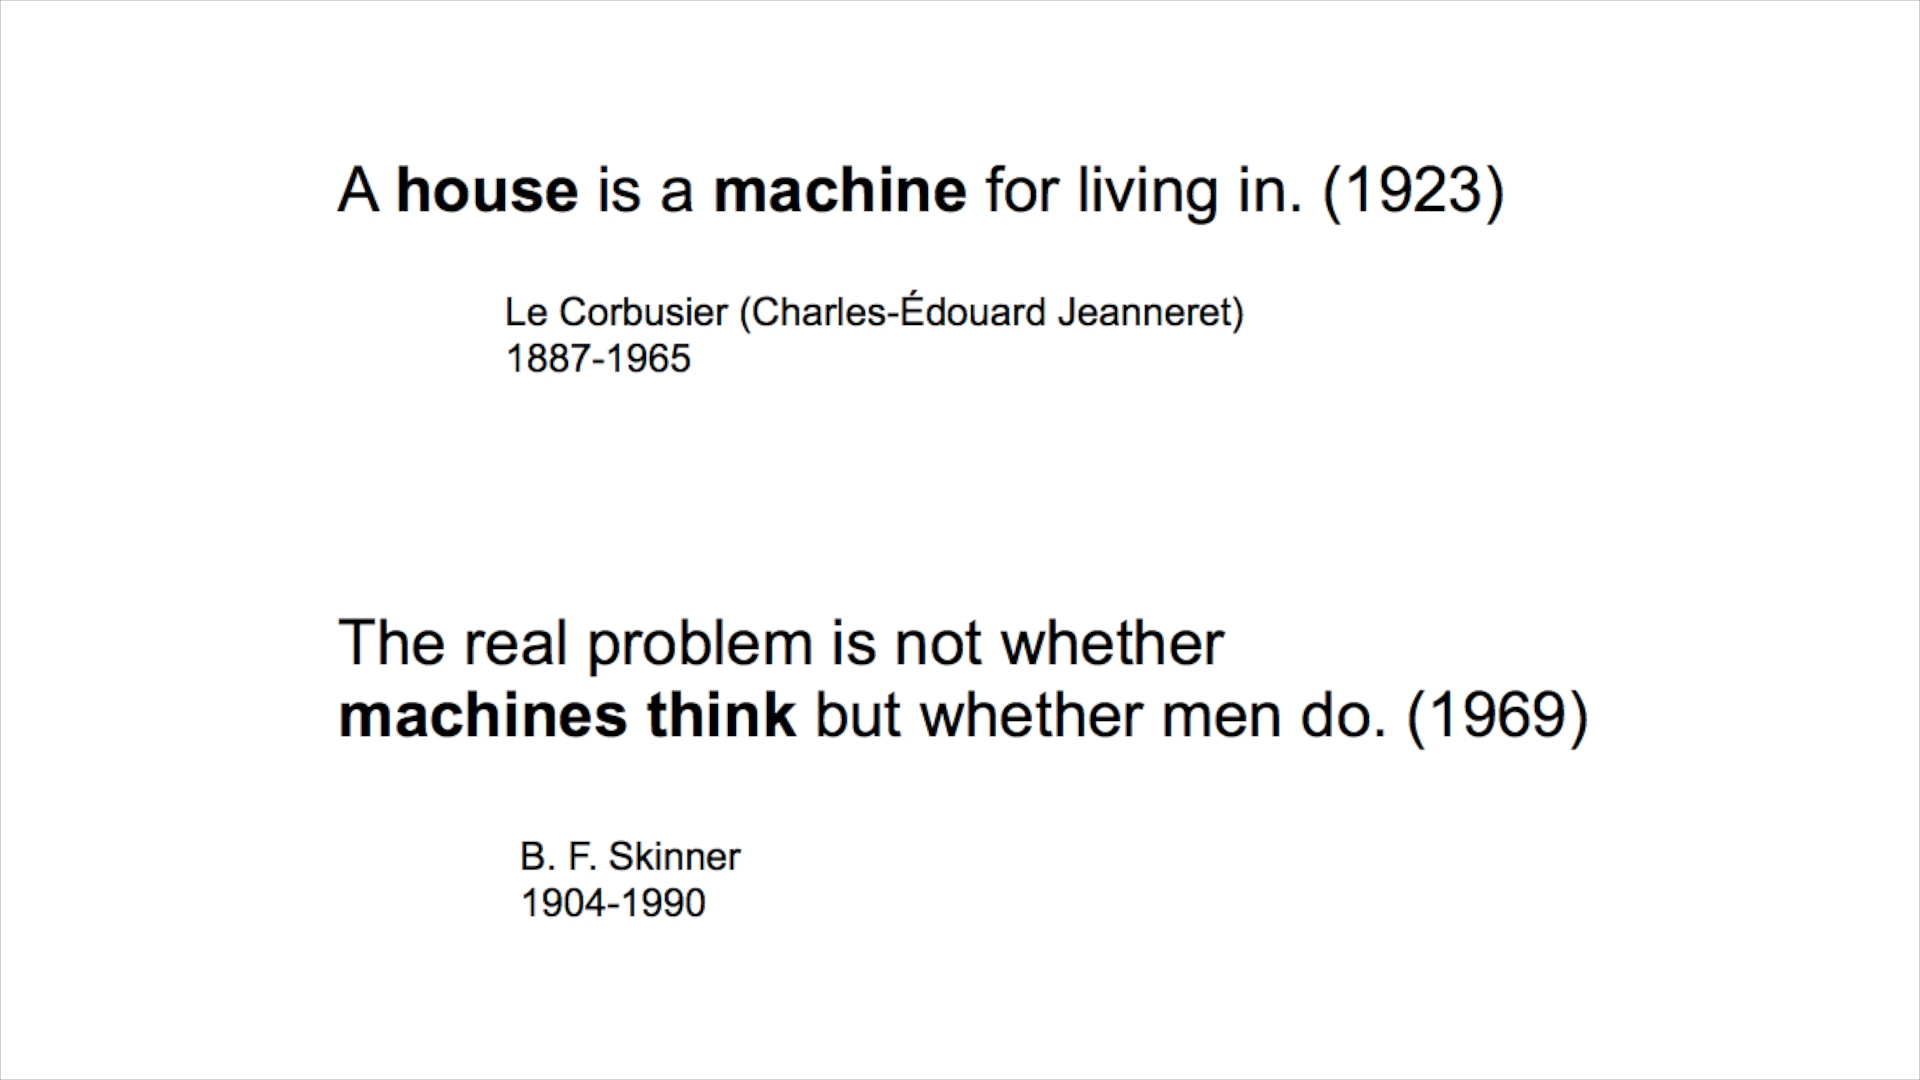 A house is a machine for living in. (1923)
Le Corbusier (Charles-Édouard Jeanneret)
1887-1965
The real problem is not whether
machines think but whether men do. (1969)
B. F. Skinner
1904-1990